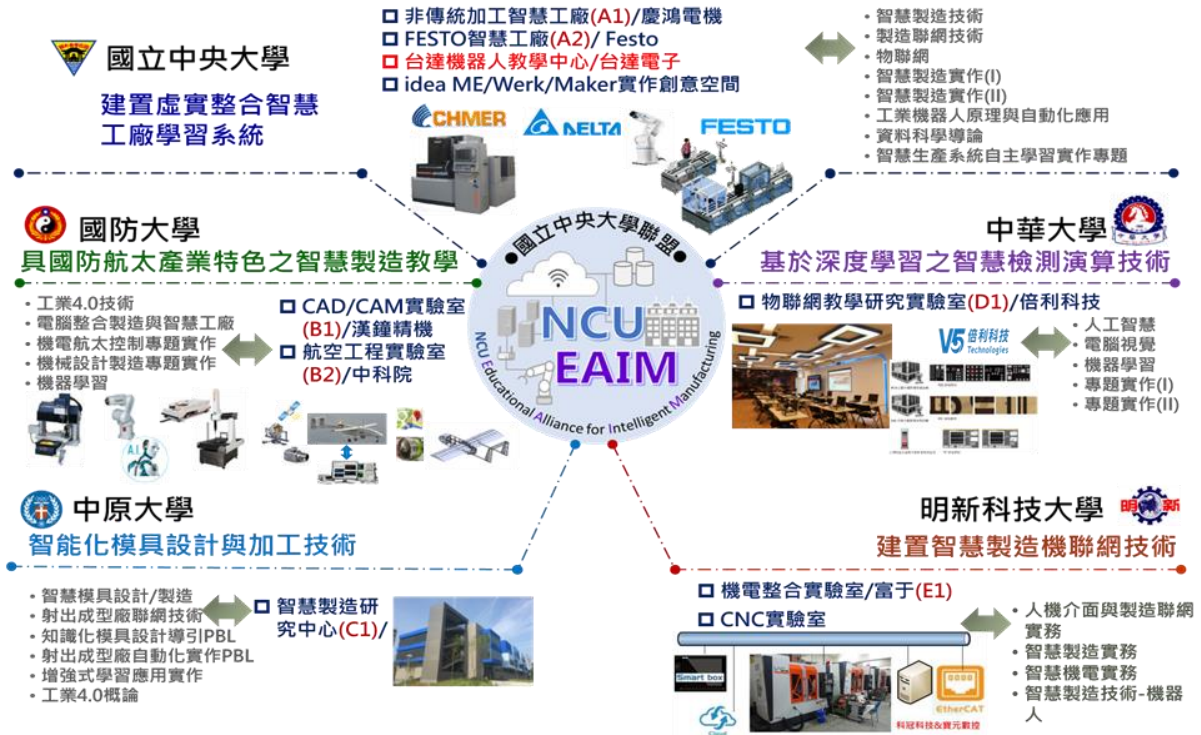 國立中央大學
建置虛實整合智慧
工廠學習系統
非傳統加工智慧工廠(A1)/慶鴻電機
FESTO智慧工廠(A2)/ Festo
台達機器人教學中心/台達電子
idea ME/Werk/Maker實作創意空間
CHMER
DELTA
FESTO
• 智慧製造技術
• 製造聯網技術
• 物聯網
• 智慧製造實作(I)
• 智慧製造實作(II)
• 工業機器人原理與自動化應用
• 資料科學導論
• 智慧生產系統自主學習實作專題
國防大學
具國防航太產業特色之智慧製造教學
• 工業4.0技術
• 電腦整合製造與智慧工廠
• 機電航太控制專題實作
• 機械設計製造專題實作
• 機器學習
CAD/CAM實驗室
(B1)/漢鐘精機
航空工程實驗室
(B2)/中科院
A.I.
•國立中央大學聯盟•
NCU
EAIM
NCU Educational Alliance for Intelligent Manufacturing
中華大學
基於深度學習之智慧檢測演算技術
物聯網教學研究實驗室(D1)/倍利科技
V5 倍利科技
Technologies
• 人工智慧
• 電腦視覺
• 機器學習
• 專題實作(I)
• 專題實作(II)
中原大學
智能化模具設計與加工技術
• 智慧模具設計/製造
• 射出成型廠聯網技術
• 知識化模具設計導引PBL
• 射出成型廠自動化實作PBL
• 增強式學習應用實作
• 工業4.0概論
智慧製造研
究中心(C1)/
明新科技大學
明新
建置智慧製造機聯網技術
機電整合實驗室/富于(E1)
CNC實驗室
Smart box
Cloud
EtherCAT
科冠科技&寶元數控
• 人機介面與製造聯網
實務
• 智慧製造實務
• 智慧機電實務
• 智慧製造技術-機器
人